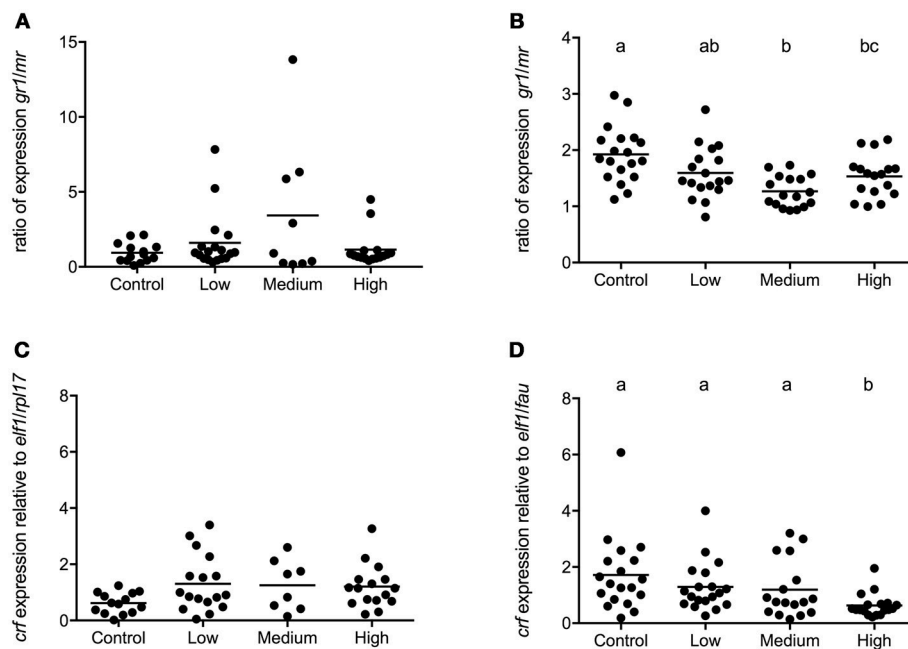 A
ratio of expression gr1/mr
15
10
5
0
Control Low Medium High
B
ratio of expression gr1/mr
a ab b bc
4
3
2
1
0
Control Low Medium High
C
crf expression relative to elf1/rpl17
8
6
4
2
0
Control Low Medium High
D
crf expression relative to elf1/fau
a a a b
8
6
4
2
0
Control Low Medium High